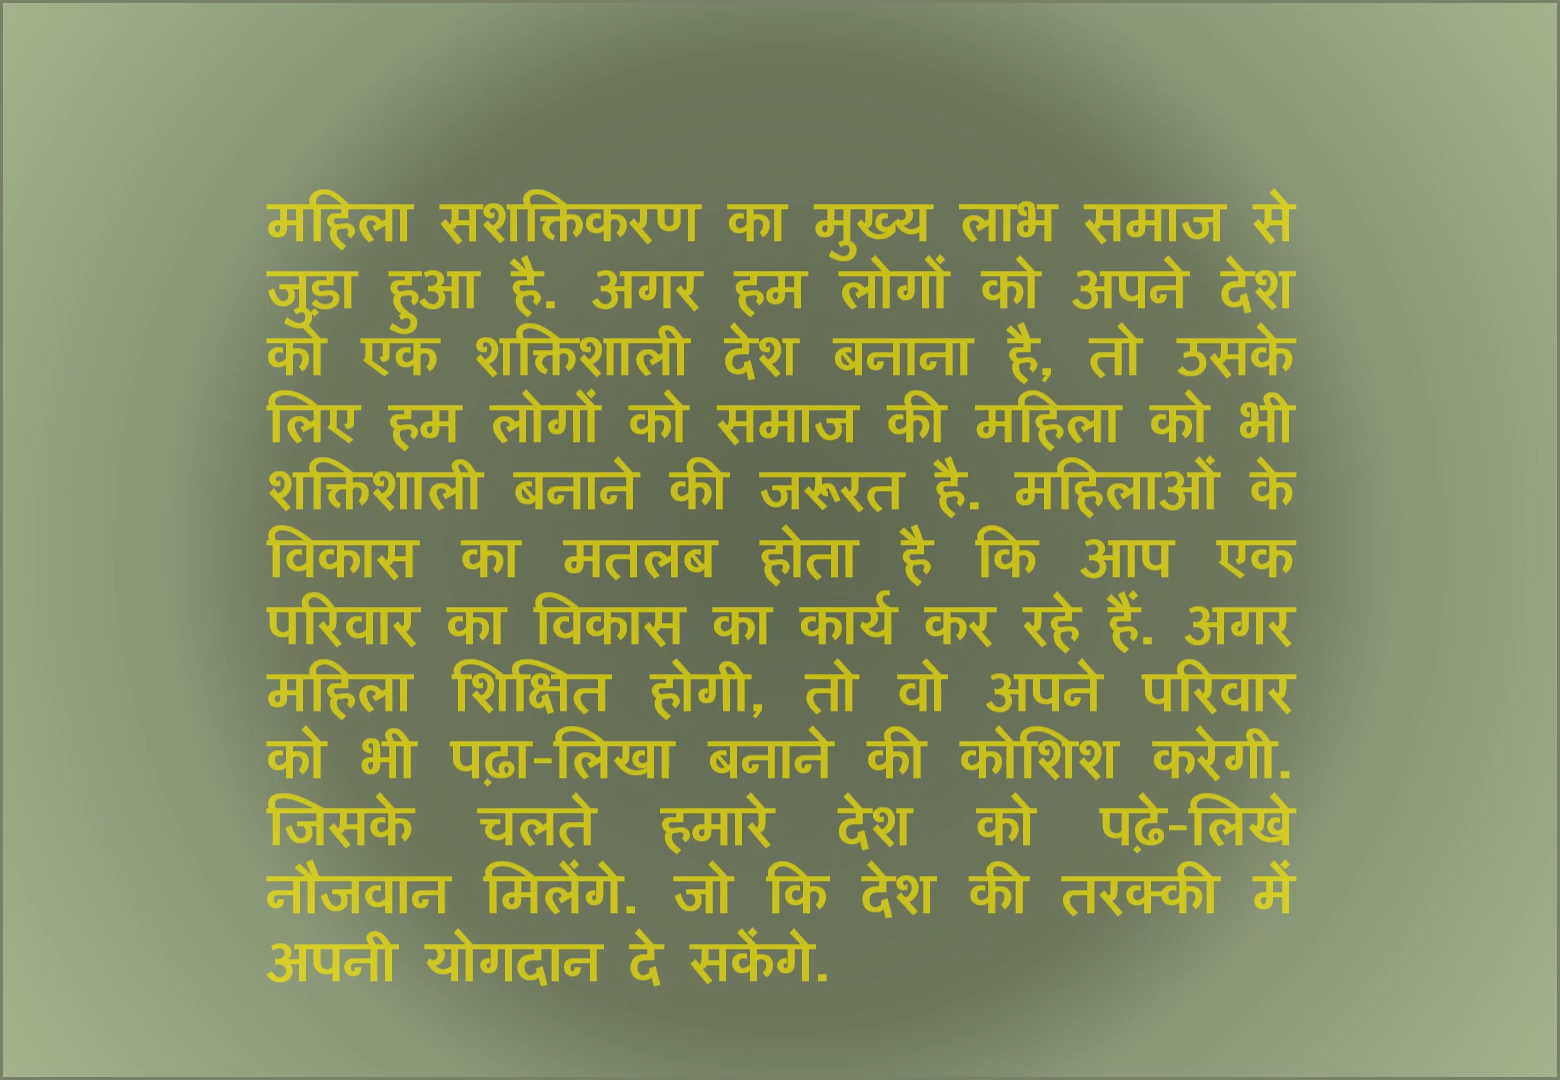 महिला सशक्तिकरण का मुख्य लाभ समाज से
जुड़ा हुआ है. अगर हम लोगों को अपने देश
को एक शक्तिशाली देश बनाना है, तो उसके
लिए हम लोगों को समाज की महिला को भी
शक्तिशाली बनाने की जरूरत है. महिलाओं के
विकास का मतलब होता है कि आप एक
परिवार का विकास का कार्य कर रहे हैं. अगर
महिला शिक्षित होगी, तो वो अपने परिवार
को भी पढ़ा-लिखा बनाने की कोशिश करेगी.
जिसके चलते हमारे देश को पढ़े-लिखे
नौजवान मिलेंगे. जो कि देश की तरक्की में
अपनी योगदान दे सकेंगे.